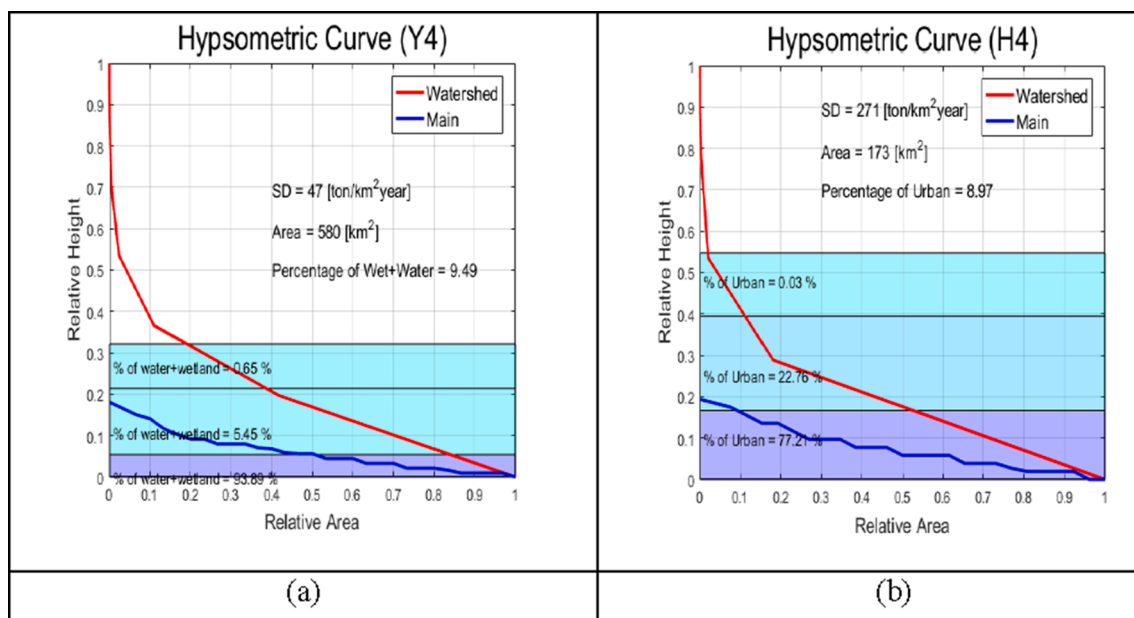 Hypsometric Curve (Y4)
1
0.9
0.8
0.7
0.6
0.5
0.4
0.3
0.2
0.1
0
Relative Height
Watershed
Main
SD = 47 [ton/km²year]
Area = 580 [km²]
Percentage of Wet+Water = 9.49
% of water+wetland = 0.65 %
% of water+wetland = 5.45 %
% of water+wetland = 93.89 %
0 0.1 0.2 0.3 0.4 0.5 0.6 0.7 0.8 0.9 1
Relative Area
(a)
Hypsometric Curve (H4)
1
0.9
0.8
0.7
0.6
0.5
0.4
0.3
0.2
0.1
0
Relative Height
Watershed
Main
SD = 271 [ton/km²year]
Area = 173 [km²]
Percentage of Urban = 8.97
% of Urban = 0.03 %
% of Urban = 22.76 %
% of Urban = 77.21 %
0 0.1 0.2 0.3 0.4 0.5 0.6 0.7 0.8 0.9 1
Relative Area
(b)